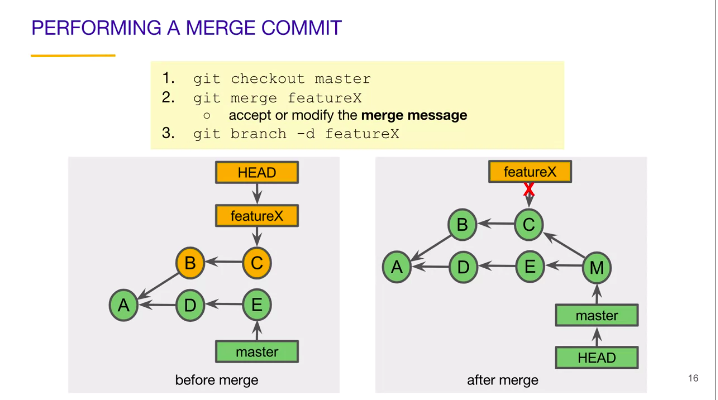 PERFORMING A MERGE COMMIT
1. git checkout master
2. git merge featureX
○ accept or modify the merge message
3. git branch -d featureX
HEAD
featureX
B C
A D E
master
before merge
featureX
X
B C
A D E M
master
HEAD
after merge
16